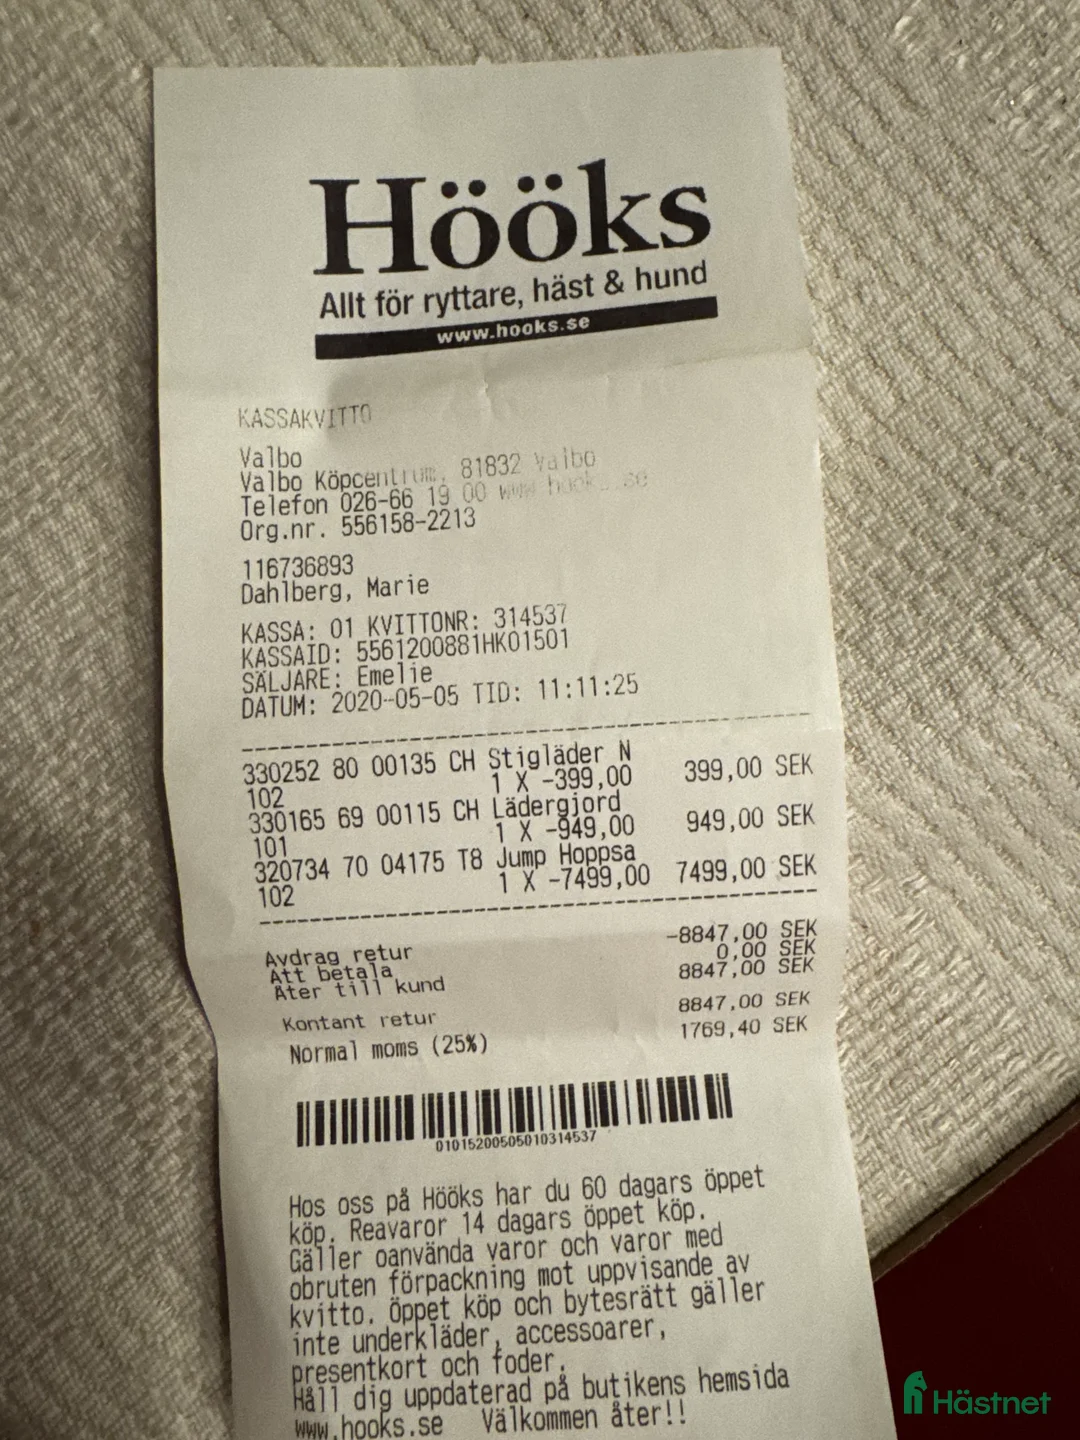 Hööks
Allt för ryttare, häst & hund
www.hooks.se
KASSAKVITTO
Valbo
Valbo Köpcentrum, 81832 Valbo
Telefon 026-66 19 00 www hooks.se
Org.nr. 556158-2213
116736893
Dahlberg, Marie
KASSA: 01 KVITTONR: 314537
KASSAID: 5561200881HK01501
SÄLJARE: Emelie
DATUM: 2020-05-05 TID: 11:11:25
330252 80 00135 CH Stigläder N
102 1 X -399,00 399,00 SEK
330165 69 00115 CH Lädergjord
101 1 X -949,00 949,00 SEK
320734 70 04175 T8 Jump Hoppsa
102 1 X -7499,00 7499,00 SEK
Avdrag retur -8847,00 SEK
Att betala 0,00 SEK
Åter till kund 8847,00 SEK
Kontant retur 8847,00 SEK
Normal moms (25%) 1769,40 SEK
01015200505010314537
Hos oss på Hööks har du 60 dagars öppet
köp. Reavaror 14 dagars öppet köp.
Gäller oanvända varor och varor med
obruten förpackning mot uppvisande av
kvitto. Öppet köp och bytesrätt gäller
inte underkläder, accessoarer,
presentkort och foder.
Håll dig uppdaterad på butikens hemsida
www.hooks.se Välkommen åter!!
Hästnet